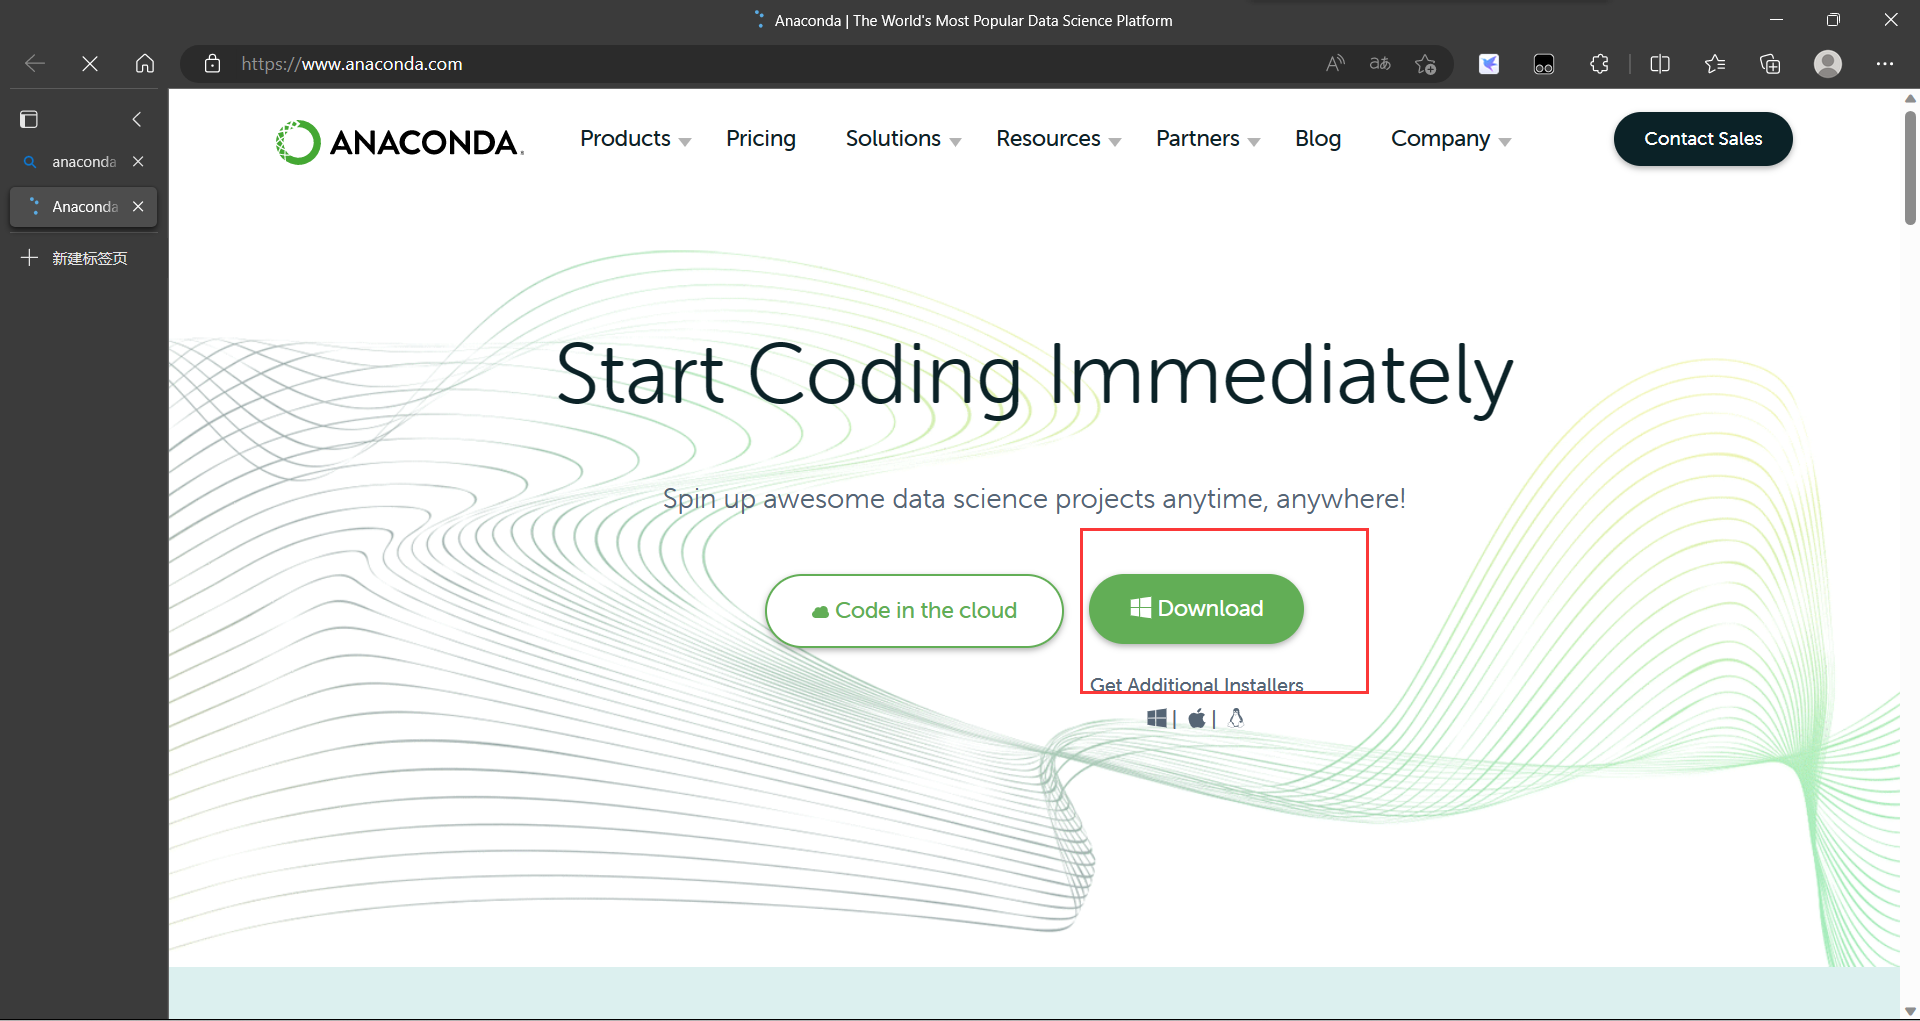 Anaconda | The World's Most Popular Data Science Platform
https://www.anaconda.com
anaconda
Anaconda
新建标签页
ANACONDA.
Products
Pricing
Solutions
Resources
Partners
Blog
Company
Contact Sales
Start Coding Immediately
Spin up awesome data science projects anytime, anywhere!
Code in the cloud
Download
Get Additional Installers
| |